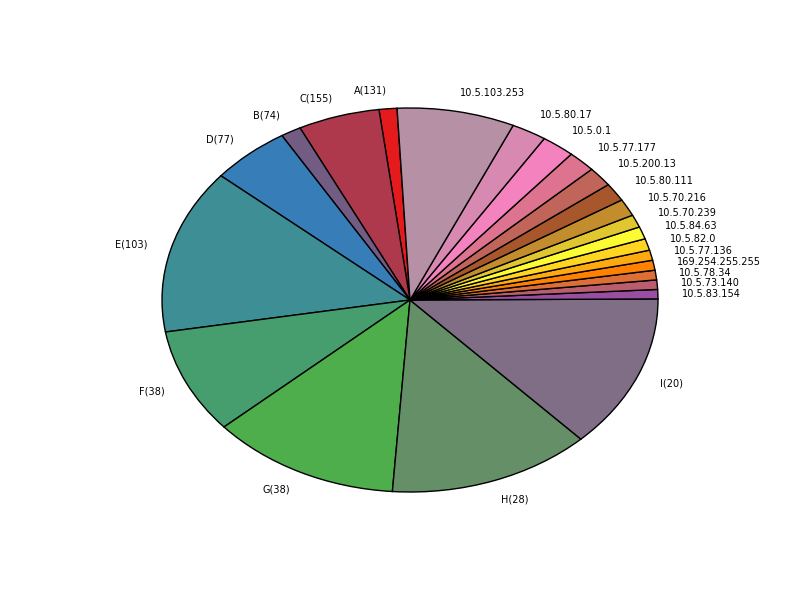 A(131)
10.5.103.253
C(155)
B(74)
10.5.80.17
10.5.0.1
D(77)
10.5.77.177
10.5.200.13
10.5.80.111
10.5.70.216
10.5.70.239
10.5.84.63
10.5.82.0
E(103)
10.5.77.136
169.254.255.255
10.5.78.34
10.5.73.140
10.5.83.154
I(20)
F(38)
G(38)
H(28)